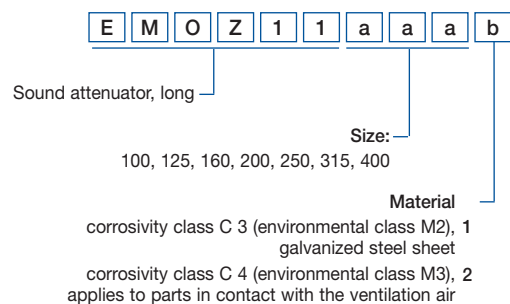 E M O Z 1 1 a a a b
Sound attenuator, long
Size:
100, 125, 160, 200, 250, 315, 400
Material
corrosivity class C 3 (environmental class M2), 1
galvanized steel sheet
corrosivity class C 4 (environmental class M3), 2
applies to parts in contact with the ventilation air